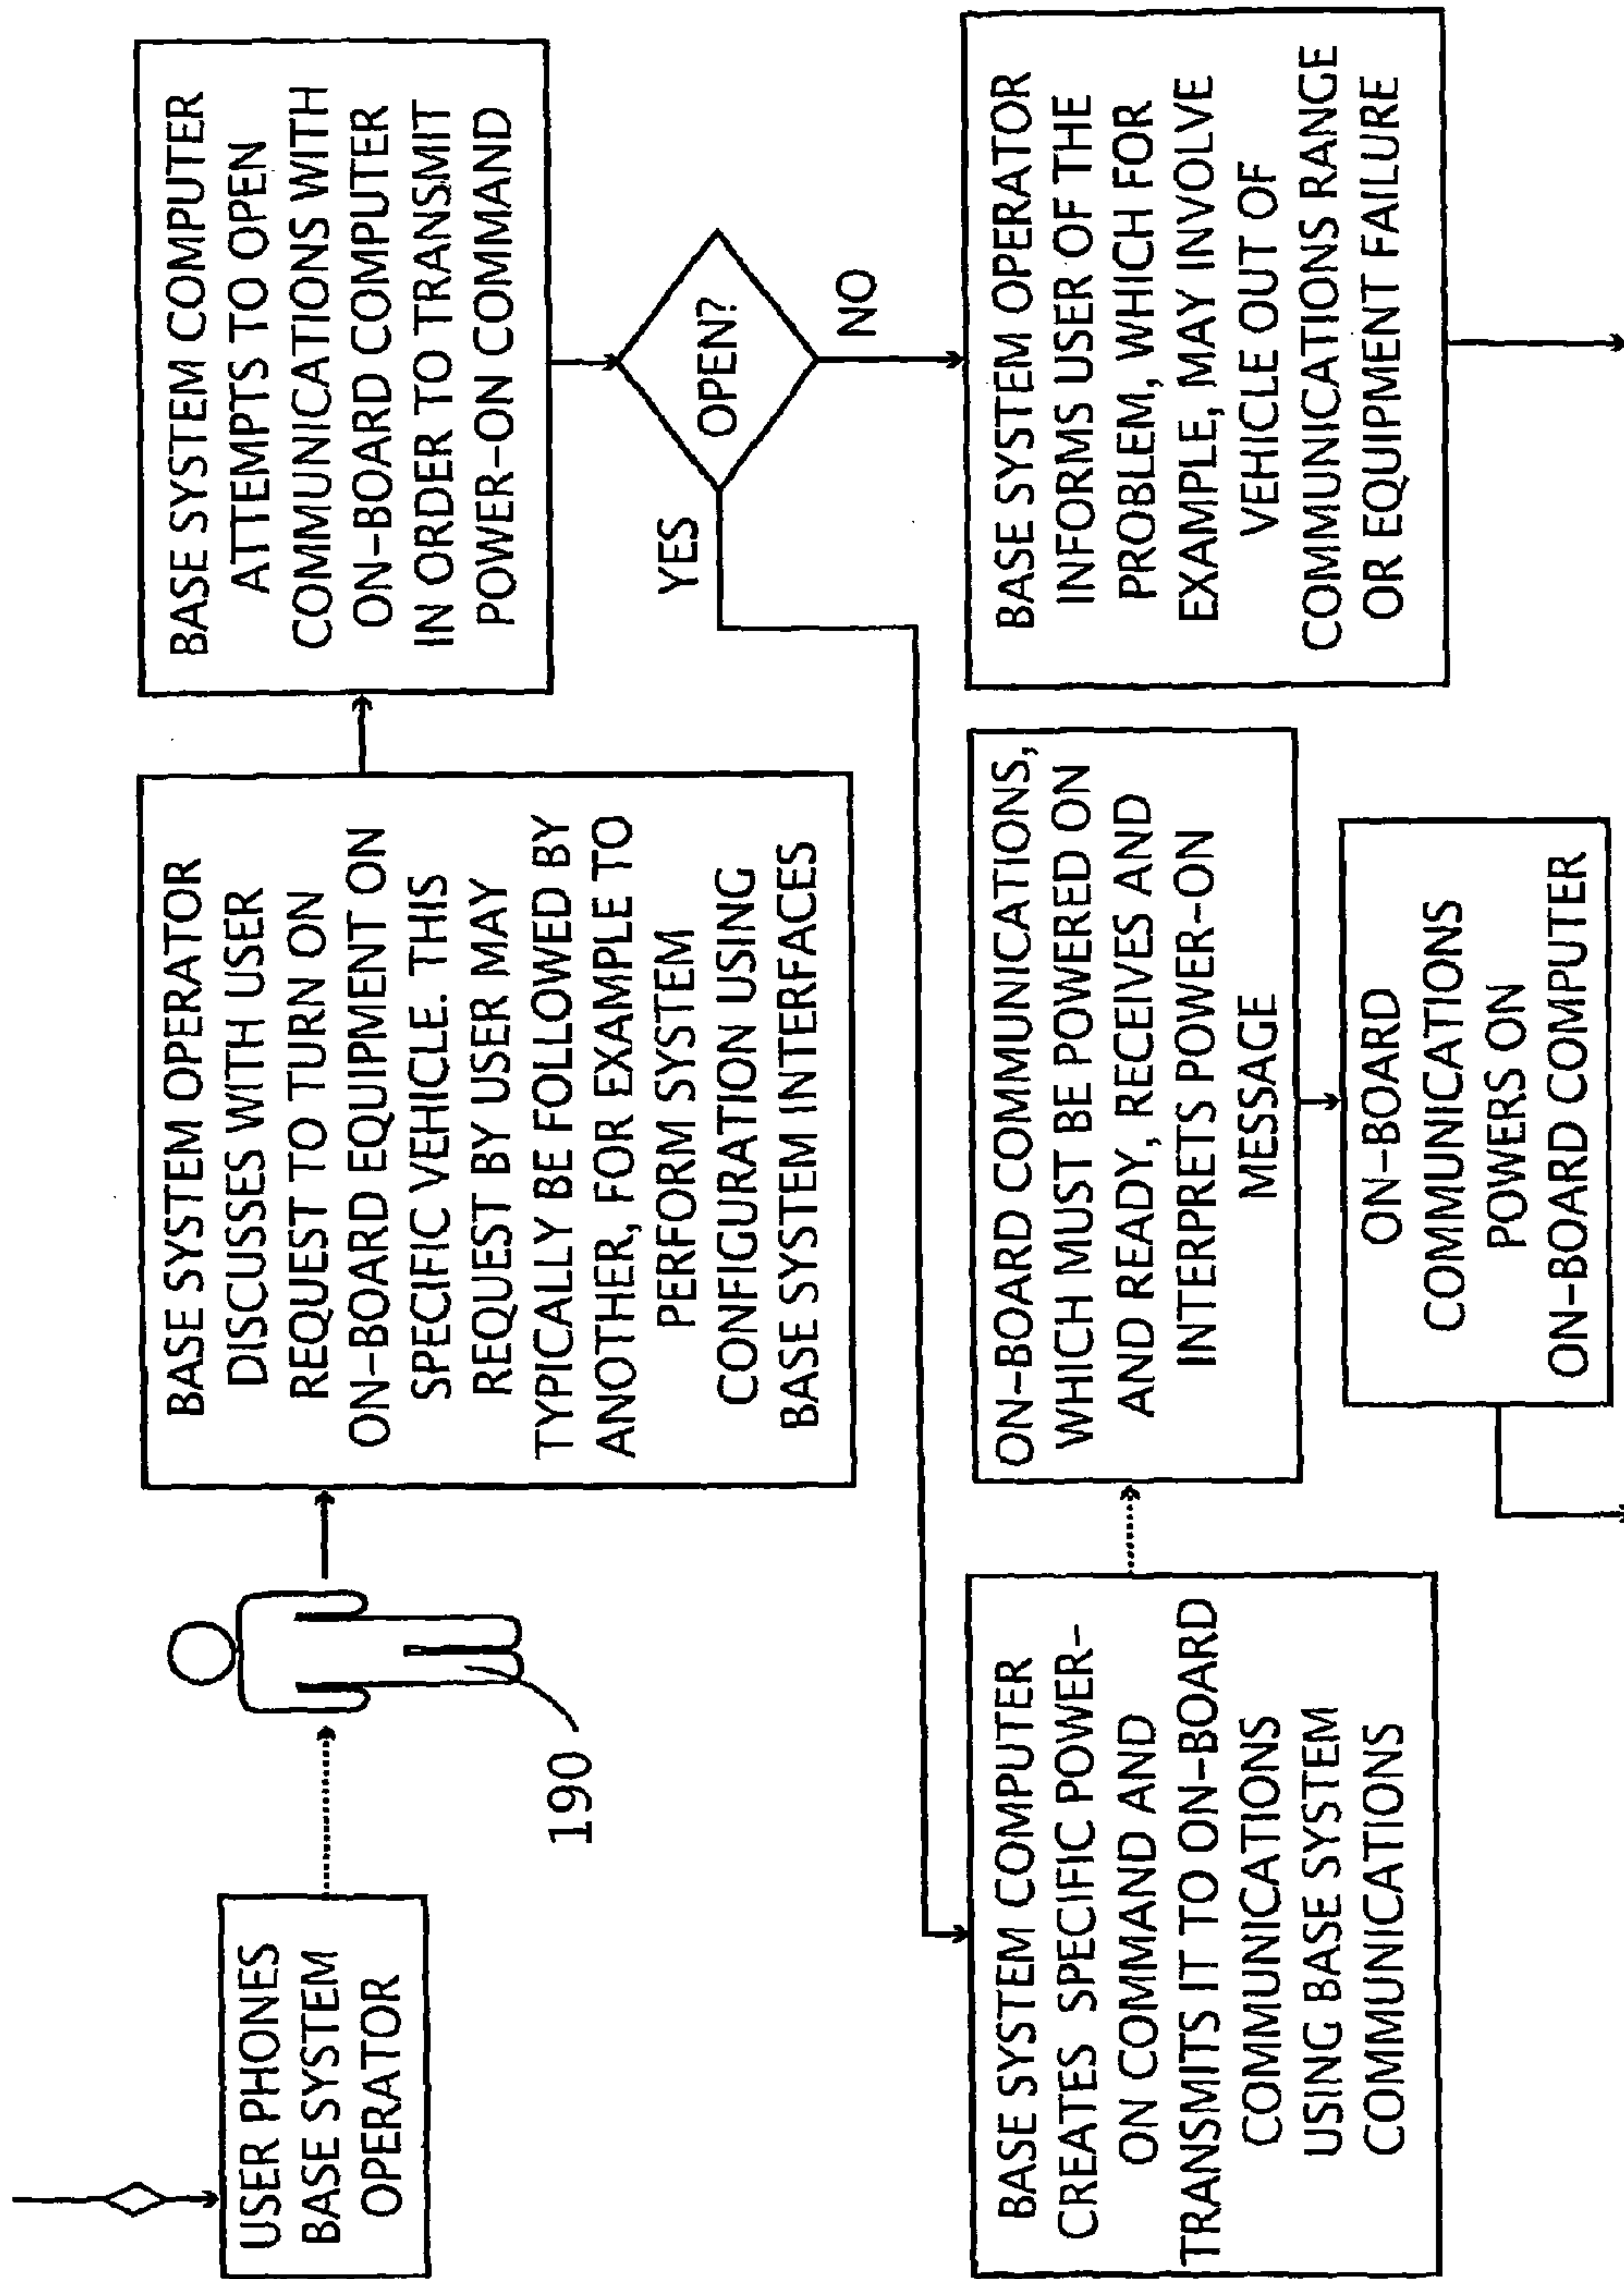 USER PHONES
BASE SYSTEM
OPERATOR
190
BASE SYSTEM OPERATOR
DISCUSSES WITH USER
REQUEST TO TURN ON
ON-BOARD EQUIPMENT ON
SPECIFIC VEHICLE. THIS
REQUEST BY USER MAY
TYPICALLY BE FOLLOWED BY
ANOTHER, FOR EXAMPLE TO
PERFORM SYSTEM
CONFIGURATION USING
BASE SYSTEM INTERFACES
BASE SYSTEM COMPUTER
ATTEMPTS TO OPEN
COMMUNICATIONS WITH
ON-BOARD COMPUTER
IN ORDER TO TRANSMIT
POWER-ON COMMAND
OPEN?
YES
NO
BASE SYSTEM COMPUTER
CREATES SPECIFIC POWER-
ON COMMAND AND
TRANSMITS IT TO ON-BOARD
COMMUNICATIONS
USING BASE SYSTEM
COMMUNICATIONS
ON-BOARD COMMUNICATIONS,
WHICH MUST BE POWERED ON
AND READY, RECEIVES AND
INTERPRETS POWER-ON
MESSAGE
ON-BOARD
COMMUNICATIONS
POWERS ON
ON-BOARD COMPUTER
BASE SYSTEM OPERATOR
INFORMS USER OF THE
PROBLEM, WHICH FOR
EXAMPLE, MAY INVOLVE
VEHICLE OUT OF
COMMUNICATIONS RANGE
OR EQUIPMENT FAILURE